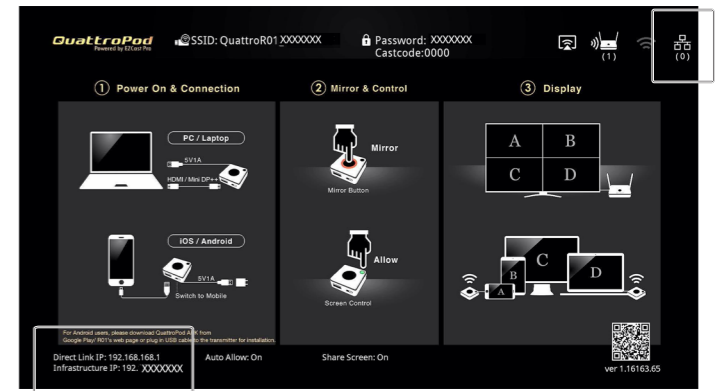 QuattroPod
Powered by EZCast Pro
SSID: QuattroR01_XXXXXXX
Password: XXXXXXX
Castcode:0000
(1)
(0)
1 Power On & Connection
2 Mirror & Control
3 Display
PC / Laptop
5V1A
HDMI / Mini DP++
Mirror
Mirror Button
A B
C D
iOS / Android
5V1A
Switch to Mobile
Allow
Screen Control
A B C D
For Android users, please download QuattroPod APK from
Google Play/ R01's web page or plug in USB cable to the transmitter for installation.
Direct Link IP: 192.168.168.1
Infrastructure IP: 192. XXXXXXX
Auto Allow: On
Share Screen: On
ver 1.16163.65